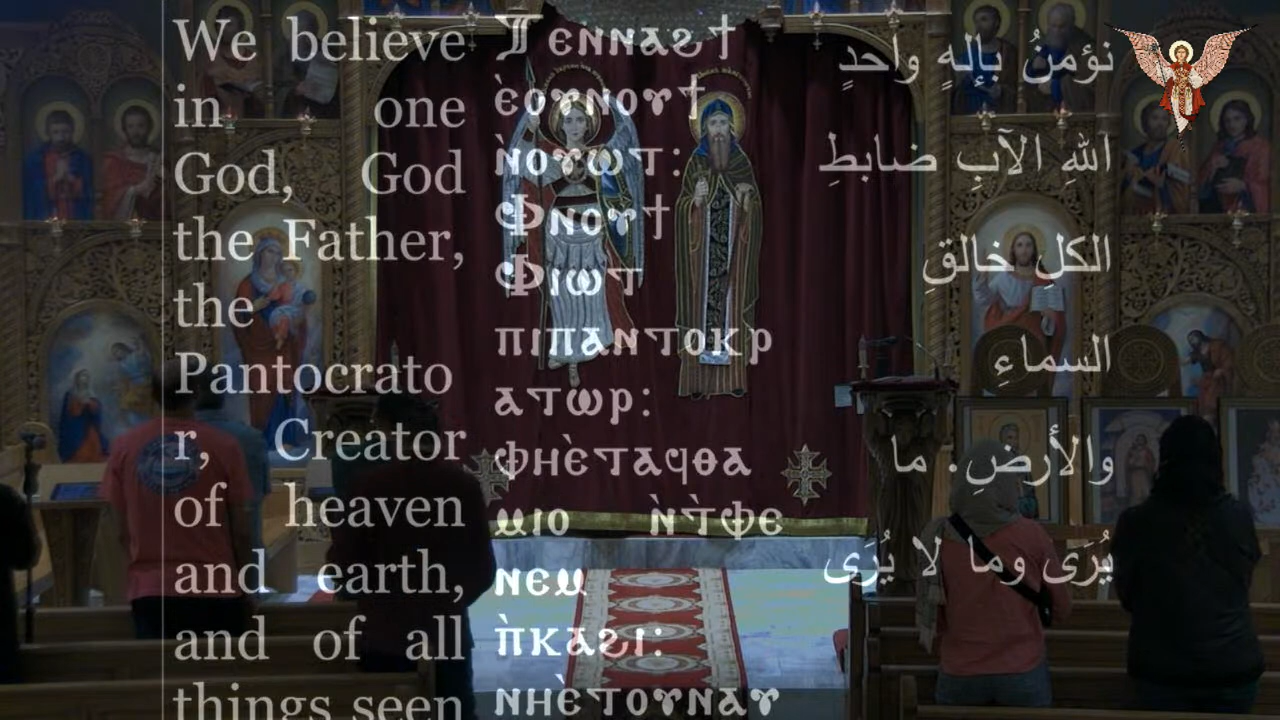 We believe
in one
God, God
the Father,
the
Pantocrato
r, Creator
of heaven
and earth,
and of all
things seen
Ⲧⲉⲛⲛⲁϩϯ
ⲉ̀ⲟⲩⲛⲟⲩϯ
ⲛ̀ⲟⲩⲱⲧ:
Ⲫⲛⲟⲩϯ
Ⲫⲓⲱⲧ
ⲡⲓⲡⲁⲛⲧⲟⲕⲣ
ⲁⲧⲱⲣ:
ⲫⲏⲉ̀ⲧⲁϥⲑⲁ
ⲙⲓⲟ ⲛ̀ⲧ̀ⲫⲉ
ⲛⲉⲙ
ⲡ̀ⲕⲁϩⲓ:
ⲛⲏⲉ̀ⲧⲟⲩⲛⲁⲩ
نؤمنُ بإلهٍ واحدٍ
اللهِ الآبِ ضابطِ
الكلِ خالقِ
السماءِ
والأرضِ. ما
يُرَى وما لا يُرَى